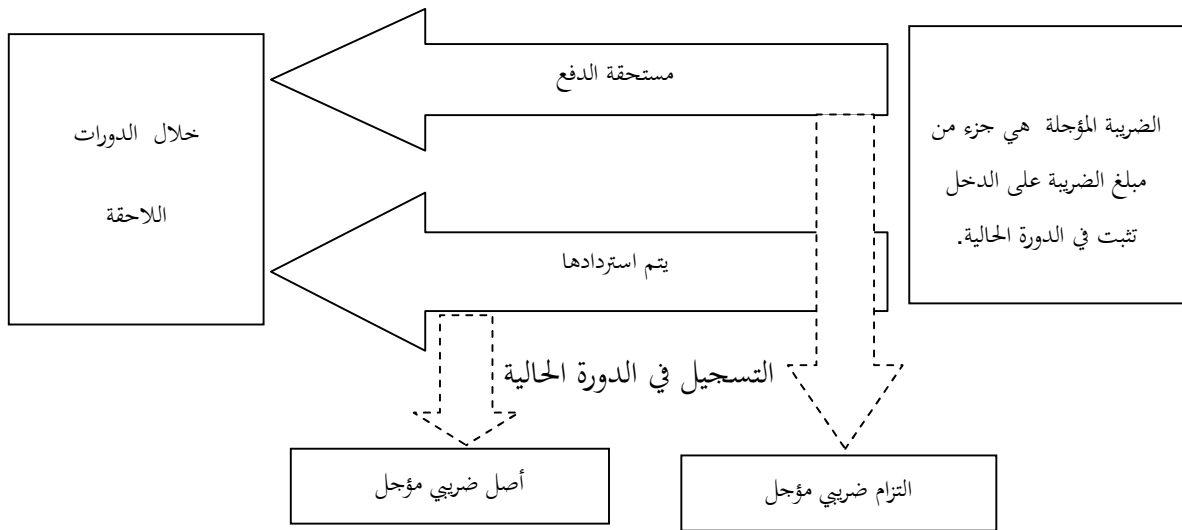 الضريبة المؤجلة هي جزء من
مبلغ الضريبة على الدخل
تثبت في الدورة الحالية.
مستحقة الدفع
يتم استردادها
خلال الدورات
اللاحقة
التسجيل في الدورة الحالية
التزام ضريبي مؤجل
أصل ضريبي مؤجل